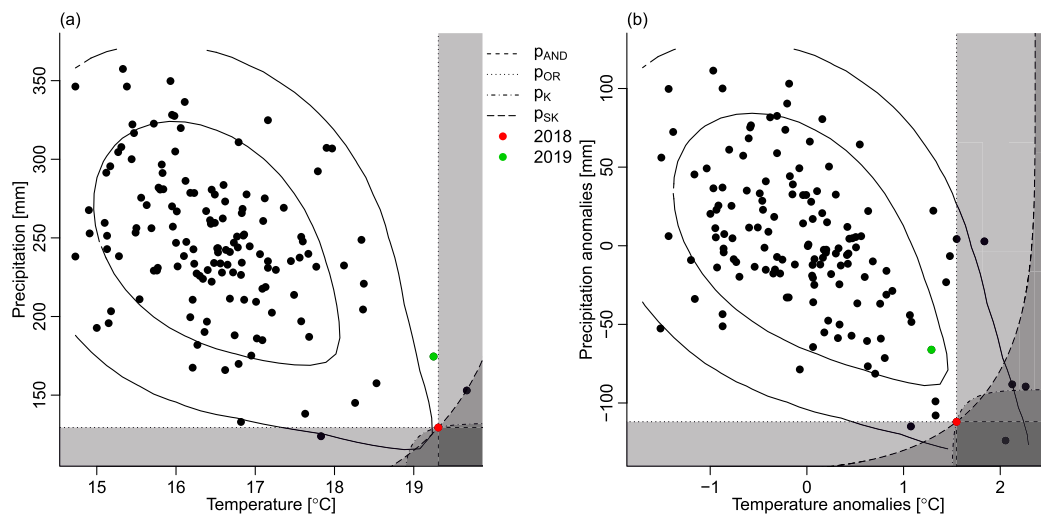 (a)
350
300
250
200
150
Precipitation [mm]
15
16
17
18
19
Temperature [°C]
pAND
pOR
pK
pSK
2018
2019
(b)
100
50
0
−50
−100
Precipitation anomalies [mm]
−1
0
1
2
Temperature anomalies [°C]